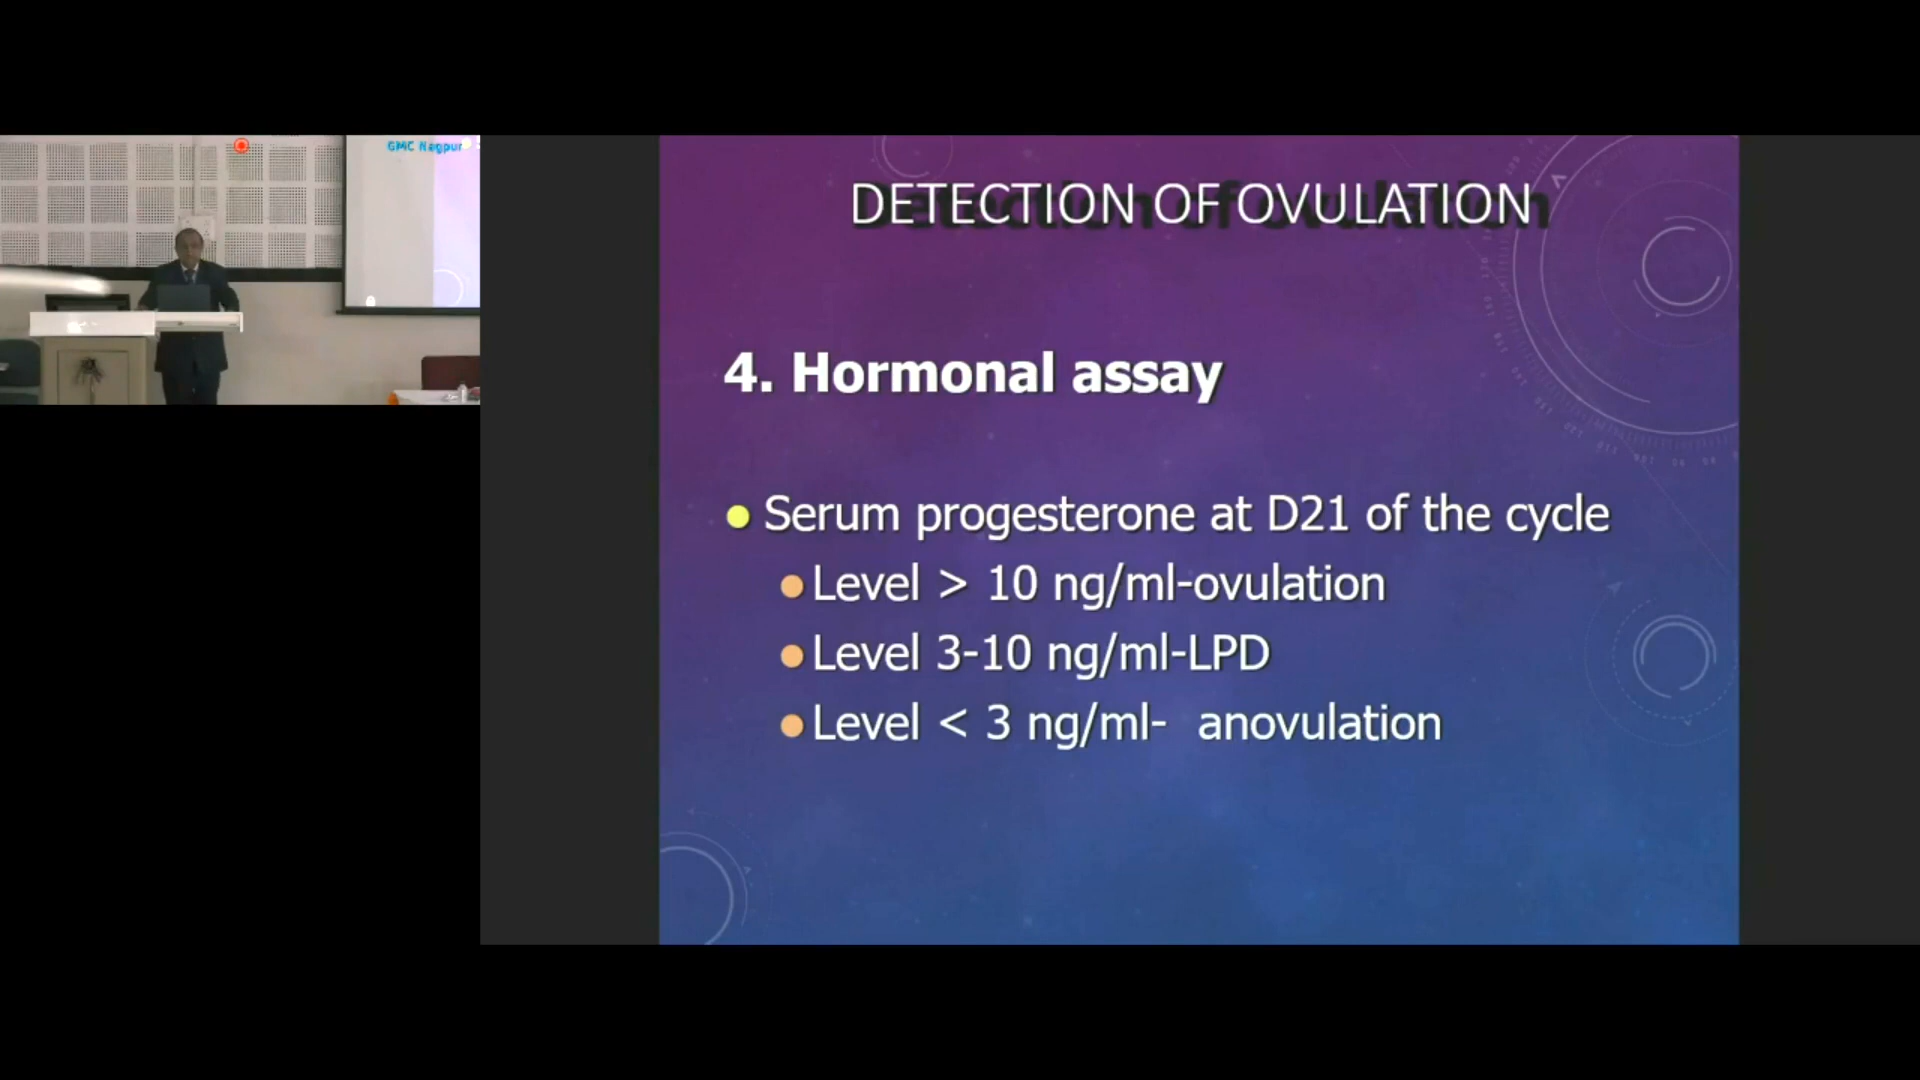 GMC Nagpur
DETECTION OF OVULATION
4. Hormonal assay
Serum progesterone at D21 of the cycle
Level > 10 ng/ml-ovulation
Level 3-10 ng/ml-LPD
Level < 3 ng/ml- anovulation